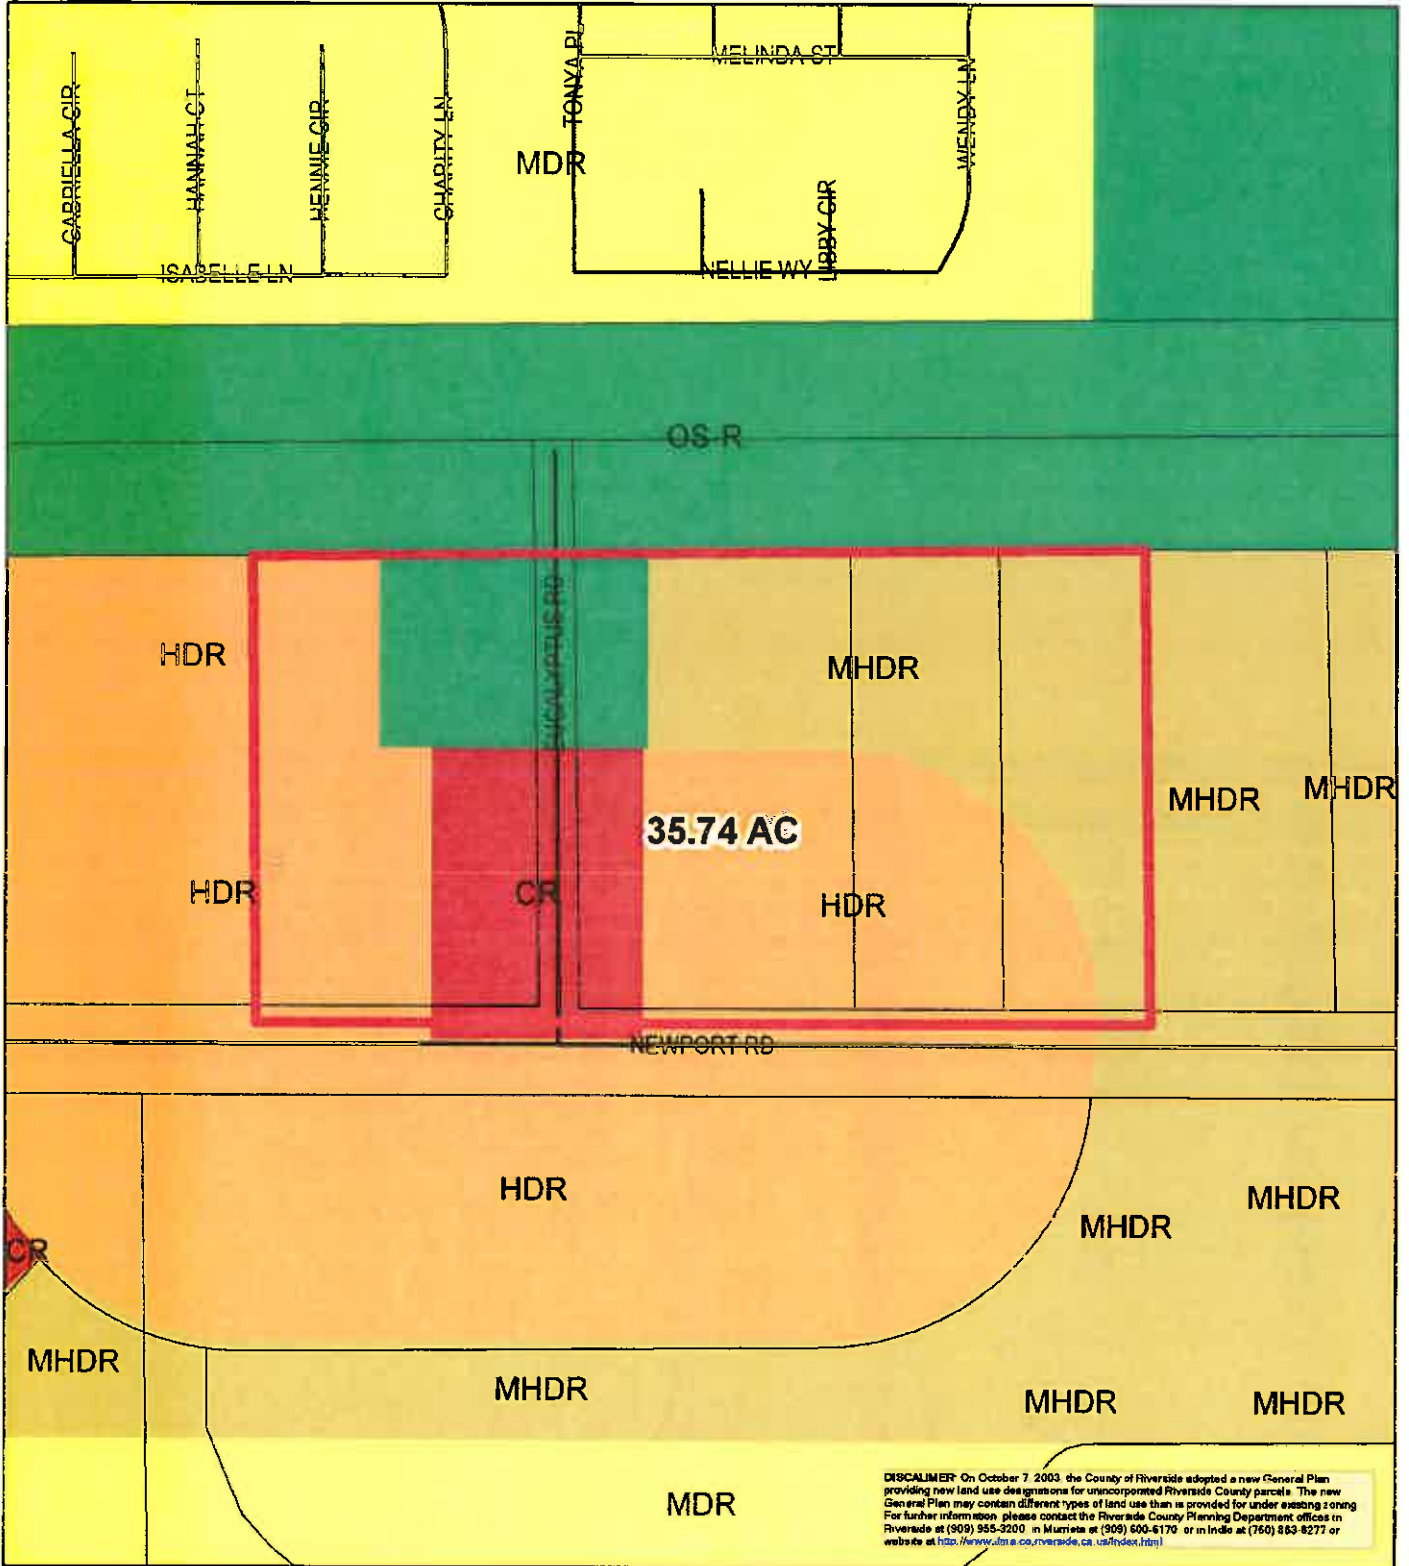 MELINDA ST
TONYA PL
WENDY LN
GABRIELLA CIR
HANNAH CT
HENNIE CIR
CHARITY LN
MDR
LIBBY CIR
ISABELLE LN
NELLIE WY
OS-R
EUCALYPTUS RD
HDR
MHDR
MHDR
MHDR
35.74 AC
HDR
CR
HDR
NEWPORT RD
HDR
MHDR
MHDR
CR
MHDR
MHDR
MHDR
MHDR
MDR
DISCALIMER: On October 7, 2003, the County of Riverside adopted a new General Plan
providing new land use designations for unincorporated Riverside County parcels. The new
General Plan may contain different types of land use than is provided for under existing zoning.
For further information, please contact the Riverside County Planning Department offices in
Riverside at (909) 955-3200, in Murrieta at (909) 600-6170, or in Indio at (760) 863-8277 or
website at http://www.tlma.co.riverside.ca.us/index.html